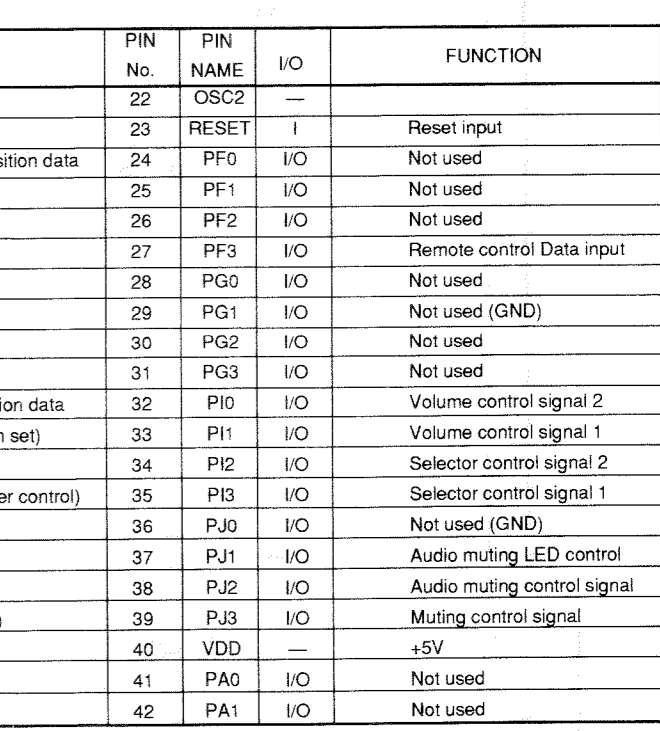 PIN No. PIN NAME I/O FUNCTION
22 OSC2 —
23 RESET I Reset input
sition data 24 PF0 I/O Not used
25 PF1 I/O Not used
26 PF2 I/O Not used
27 PF3 I/O Remote control Data input
28 PG0 I/O Not used
29 PG1 I/O Not used (GND)
30 PG2 I/O Not used
31 PG3 I/O Not used
ion data 32 PI0 I/O Volume control signal 2
n set) 33 PI1 I/O Volume control signal 1
34 PI2 I/O Selector control signal 2
er control) 35 PI3 I/O Selector control signal 1
36 PJ0 I/O Not used (GND)
37 PJ1 I/O Audio muting LED control
38 PJ2 I/O Audio muting control signal
) 39 PJ3 I/O Muting control signal
40 VDD — +5V
41 PA0 I/O Not used
42 PA1 I/O Not used